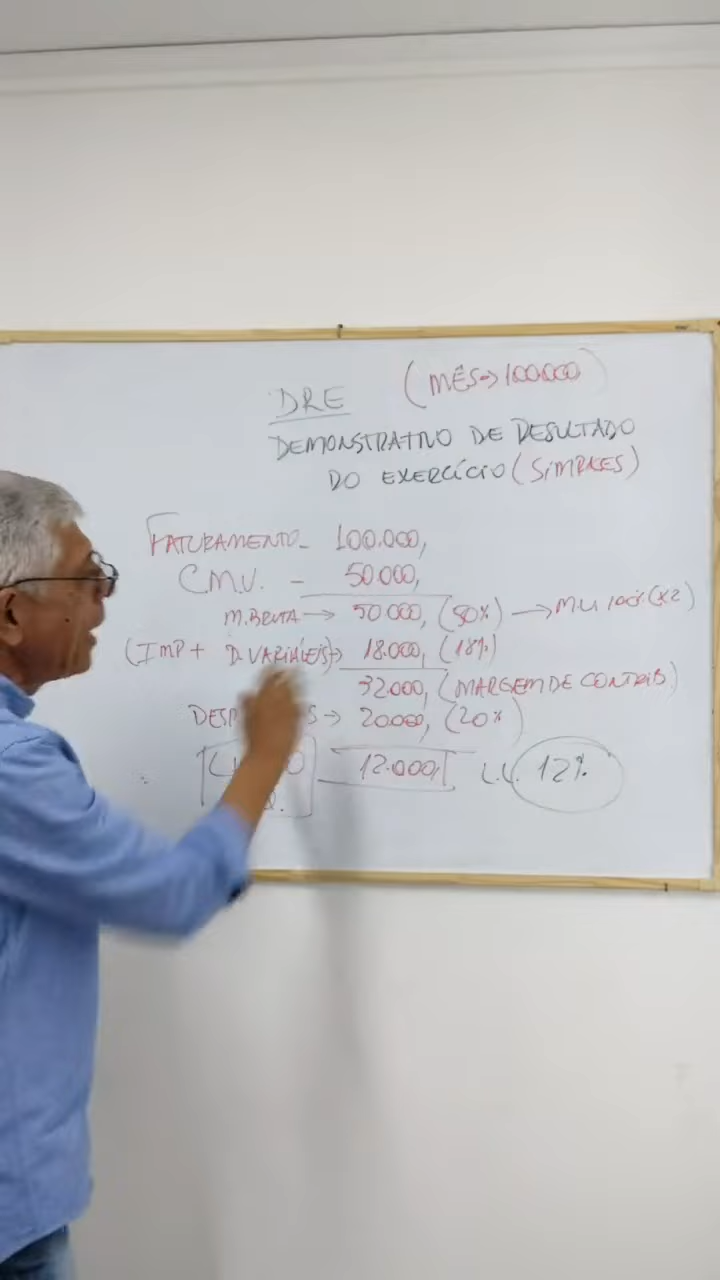 DRE (MÊS→100.000)
DEMONSTRATIVO DE RESULTADO
DO EXERCÍCIO (SIMPLES)
FATURAMENTO- 100.000,
C.M.V. - 50.000,
M.BRUTA → 50.000, (50%) → MKU 100% (x2)
(IMP + D.VARIÁVEIS)→ 18.000, (18%)
32.000, (MARGEM DE CONTRIB)
→ 20.000, (20%)
12.000, L.L. 12%